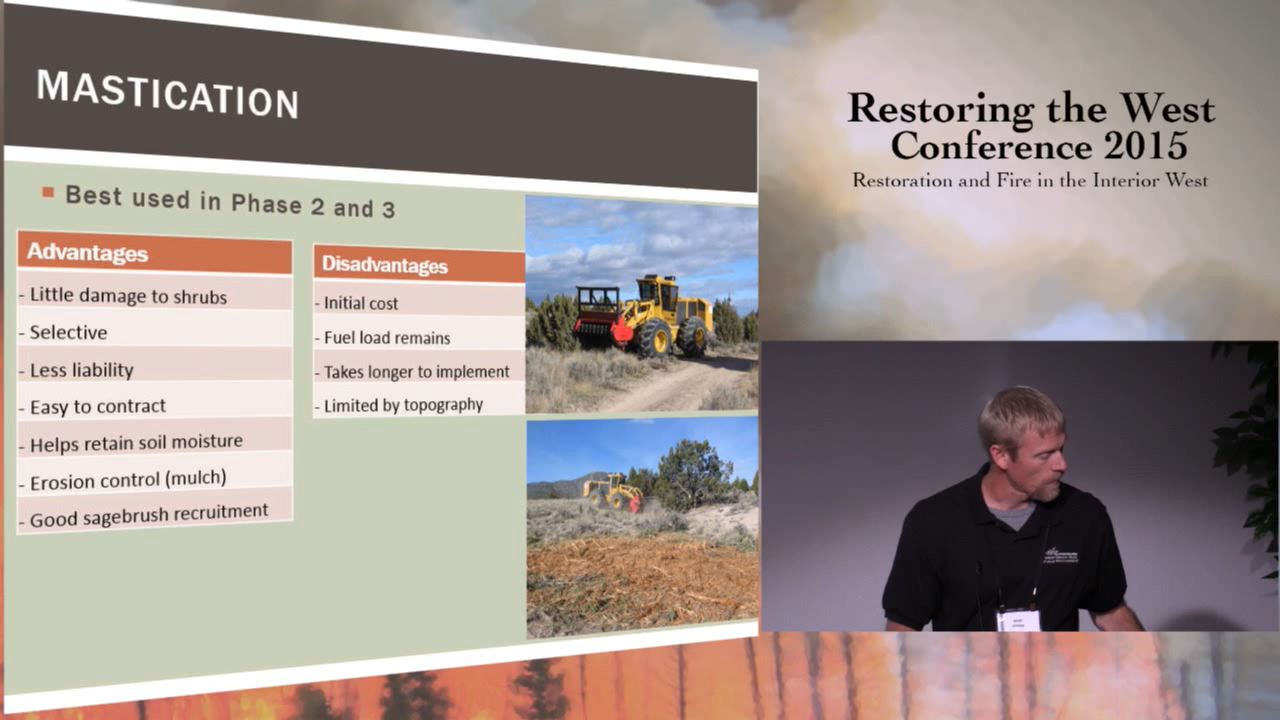 MASTICATION
Best used in Phase 2 and 3
Advantages
- Little damage to shrubs
- Selective
- Less liability
- Easy to contract
- Helps retain soil moisture
- Erosion control (mulch)
- Good sagebrush recruitment
Disadvantages
- Initial cost
- Fuel load remains
- Takes longer to implement
- Limited by topography
Restoring the West
Conference 2015
Restoration and Fire in the Interior West